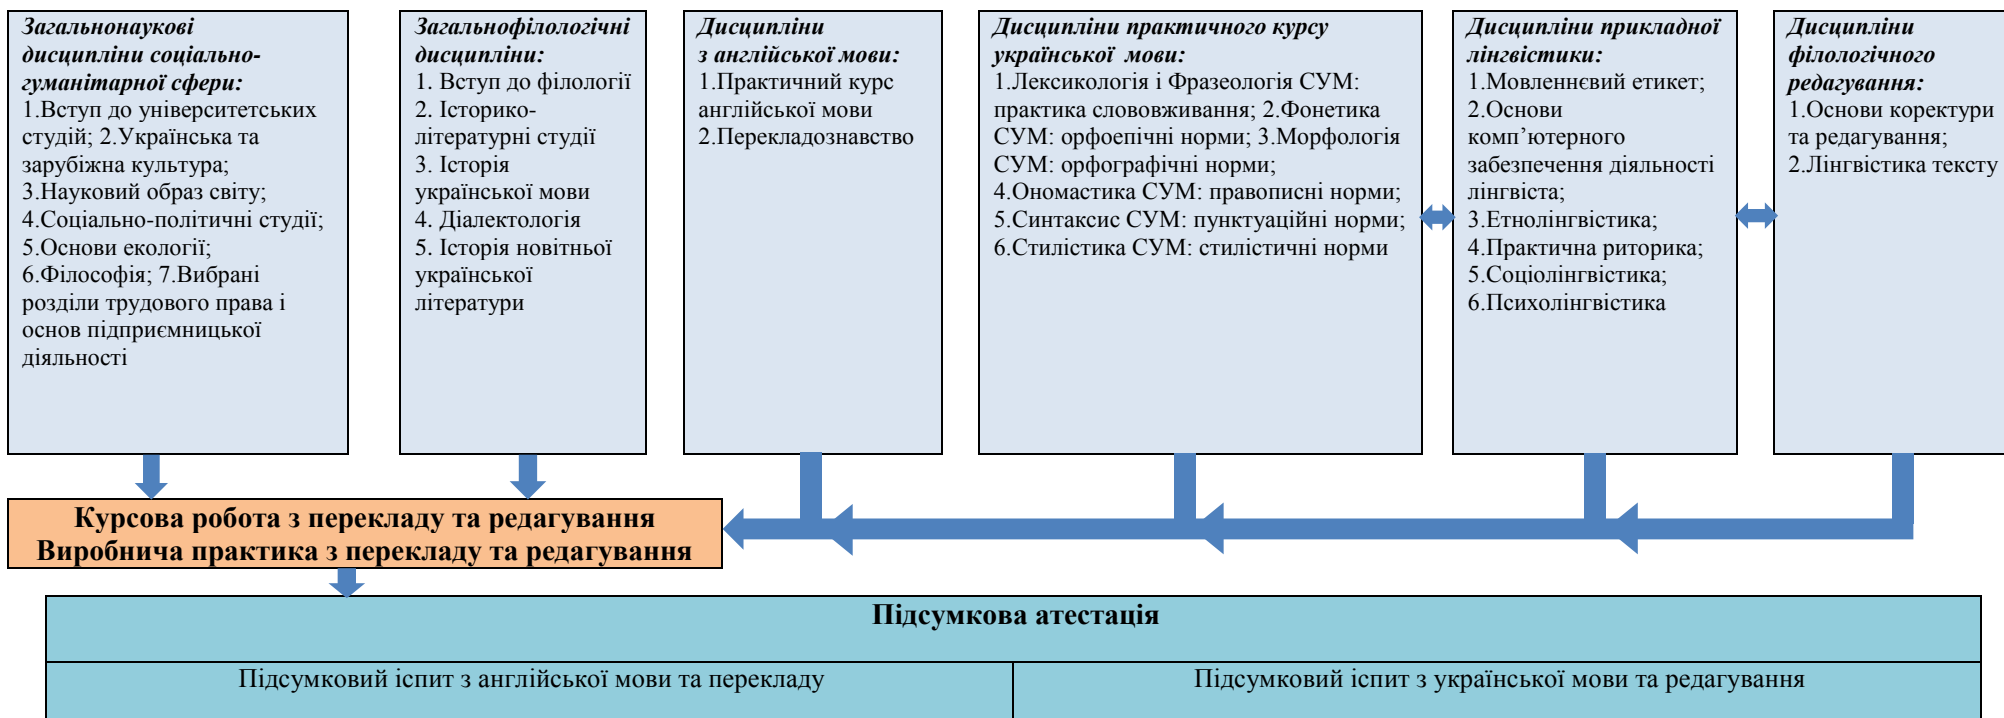 Загальнонаукові
дисципліни соціально-
гуманітарної сфери:
1.Вступ до університетських
студій; 2.Українська та
зарубіжна культура;
3.Науковий образ світу;
4.Соціально-політичні студії;
5.Основи екології;
6.Філософія; 7.Вибрані
розділи трудового права і
основ підприємницької
діяльності
Загальнофілологічні
дисципліни:
1. Вступ до філології
2. Історико-
літературні студії
3. Історія
української мови
4. Діалектологія
5. Історія новітньої
української
літератури
Дисципліни
з англійської мови:
1.Практичний курс
англійської мови
2.Перекладознавство
Дисципліни практичного курсу
української мови:
1.Лексикологія і Фразеологія СУМ:
практика слововживання; 2.Фонетика
СУМ: орфоепічні норми; 3.Морфологія
СУМ: орфографічні норми;
4.Ономастика СУМ: правописні норми;
5.Синтаксис СУМ: пунктуаційні норми;
6.Стилістика СУМ: стилістичні норми
Дисципліни прикладної
лінгвістики:
1.Мовленнєвий етикет;
2.Основи
комп’ютерного
забезпечення діяльності
лінгвіста;
3.Етнолінгвістика;
4.Практична риторика;
5.Соціолінгвістика;
6.Психолінгвістика
Дисципліни
філологічного
редагування:
1.Основи коректури
та редагування;
2.Лінгвістика тексту
Курсова робота з перекладу та редагування
Виробнича практика з перекладу та редагування
Підсумкова атестація
Підсумковий іспит з англійської мови та перекладу
Підсумковий іспит з української мови та редагування